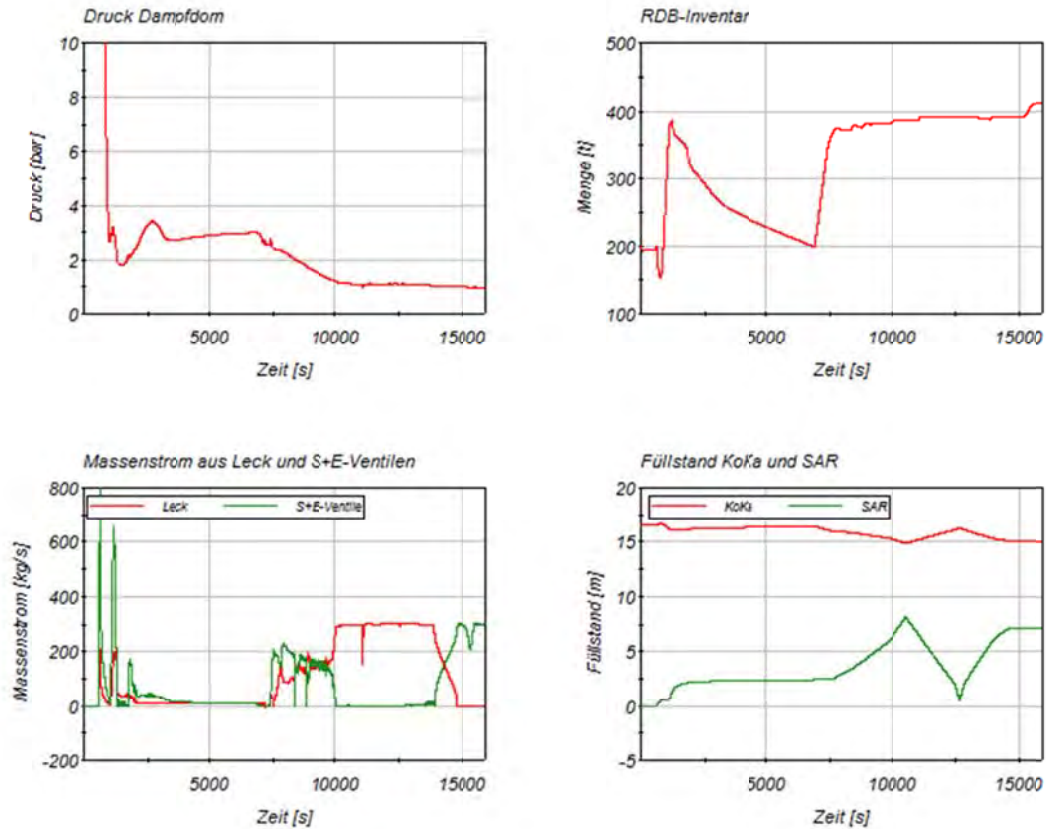 Druck Dampfdom
10
8
6
4
2
0
Druck [bar]
5000
10000
15000
Zeit [s]
RDB-Inventar
500
400
300
200
100
Menge [t]
5000
10000
15000
Zeit [s]
Massenstrom aus Leck und S+E-Ventilen
800
600
400
200
0
-200
Massenstrom [kg/s]
Leck
S+E-Ventile
5000
10000
15000
Zeit [s]
Füllstand KoKa und SAR
20
15
10
5
0
-5
Füllstand [m]
KoKa
SAR
5000
10000
15000
Zeit [s]